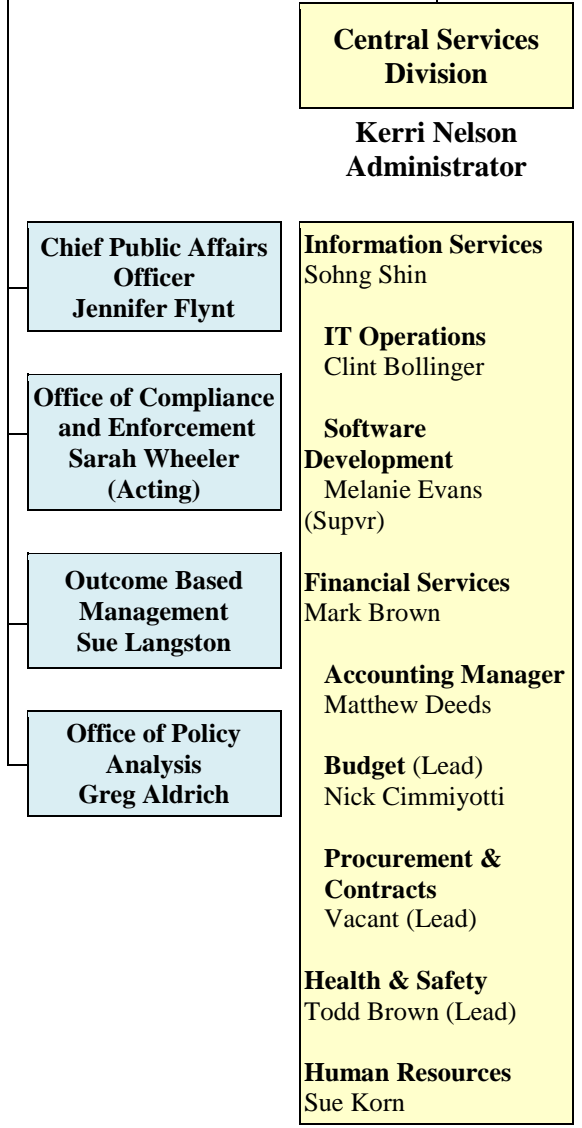 Central Services
Division
Kerri Nelson
Administrator
Chief Public Affairs
Officer
Jennifer Flynt
Office of Compliance
and Enforcement
Sarah Wheeler
(Acting)
Outcome Based
Management
Sue Langston
Office of Policy
Analysis
Greg Aldrich
Information Services
Sohng Shin
IT Operations
Clint Bollinger
Software
Development
Melanie Evans
(Supvr)
Financial Services
Mark Brown
Accounting Manager
Matthew Deeds
Budget (Lead)
Nick Cimmiyotti
Procurement &
Contracts
Vacant (Lead)
Health & Safety
Todd Brown (Lead)
Human Resources
Sue Korn